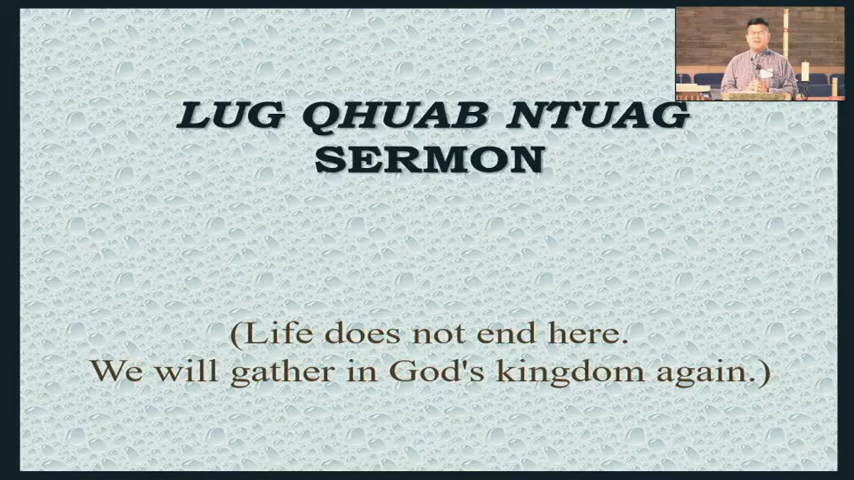 LUG QHUAB NTUAG
SERMON
(Life does not end here.
We will gather in God's kingdom again.)